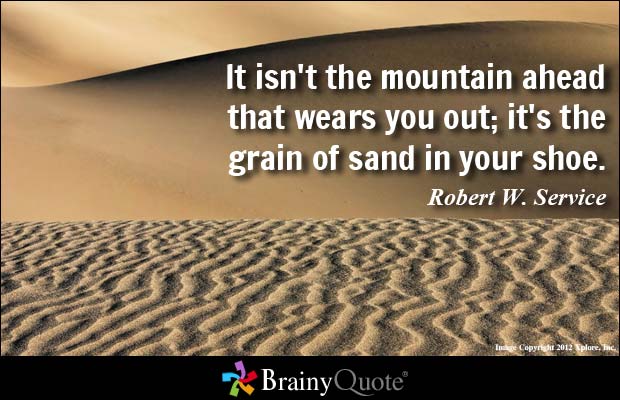 It isn't the mountain ahead
that wears you out; it's the
grain of sand in your shoe.
Robert W. Service
Image Copyright 2012 Xplore, Inc.
BrainyQuote®